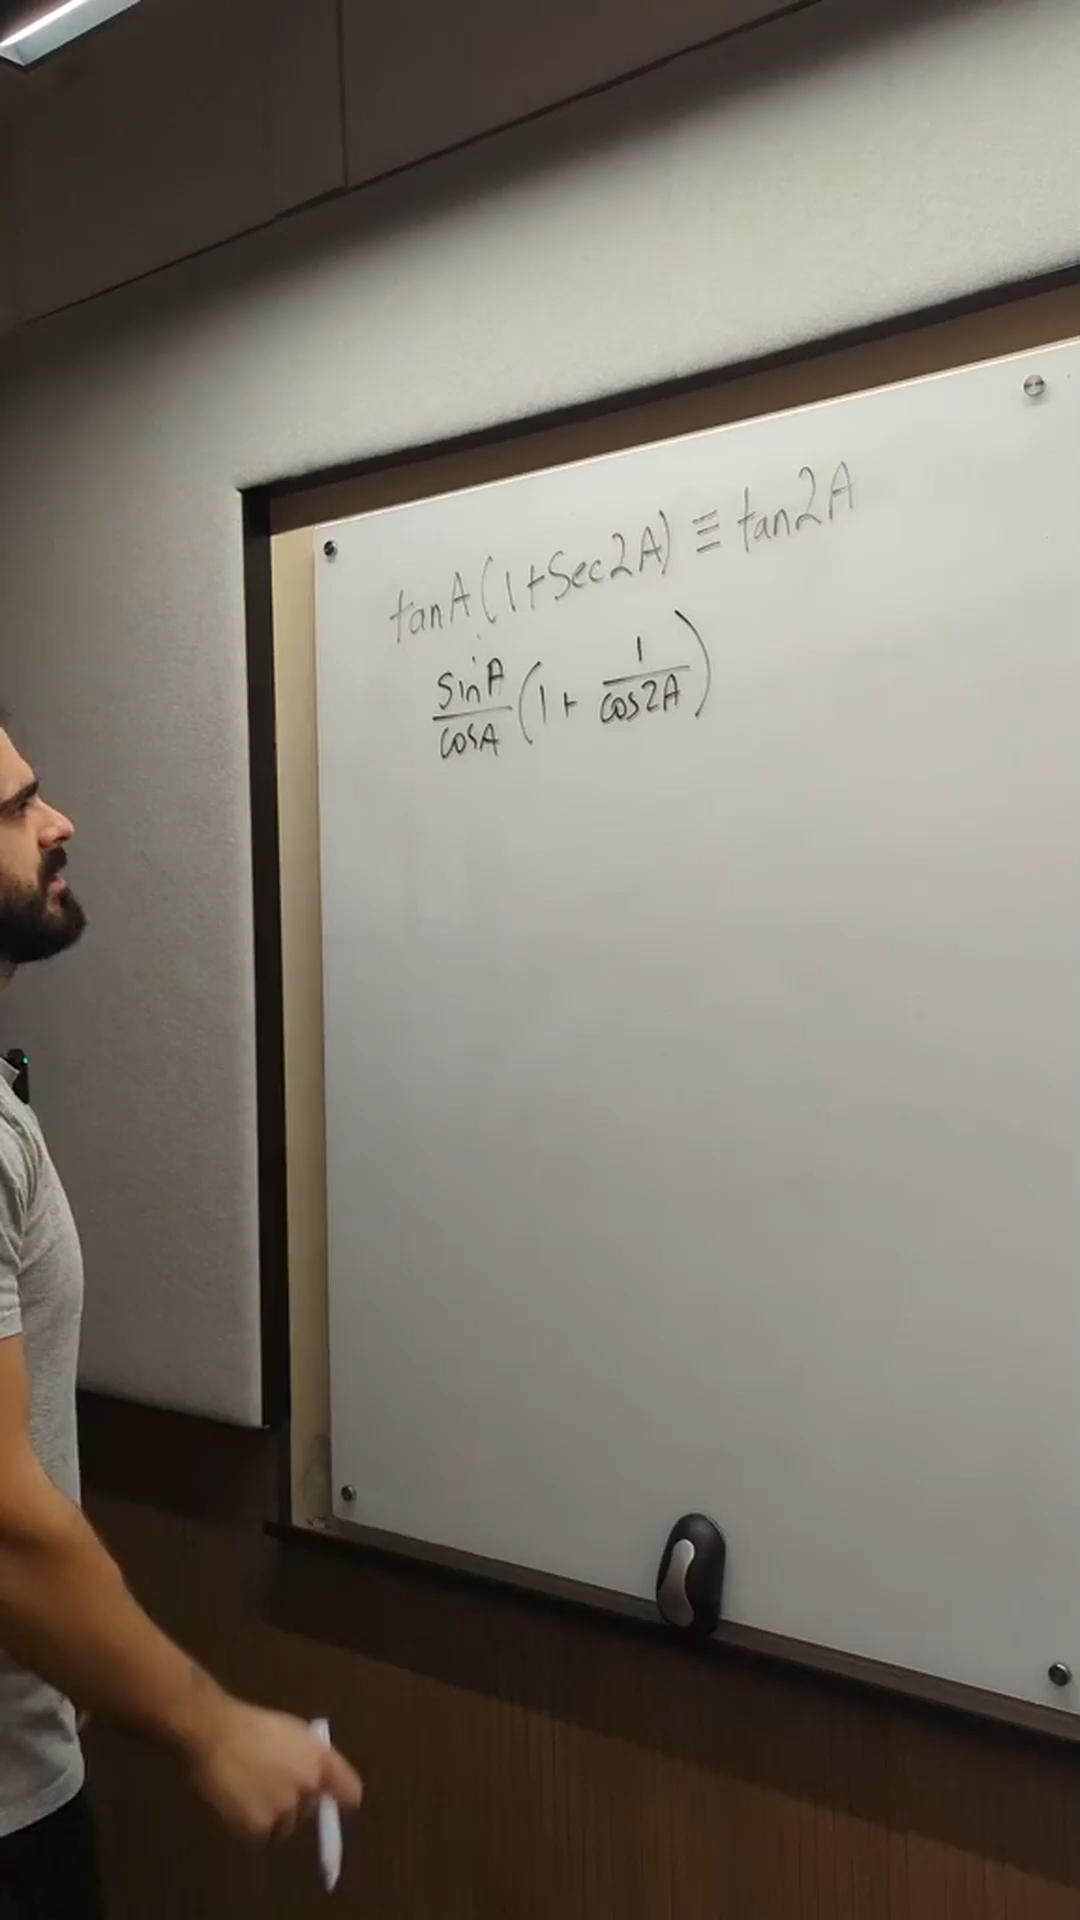 tanA(1+Sec2A) ≡ tan2A
sinA/cosA (1 + 1/cos2A)